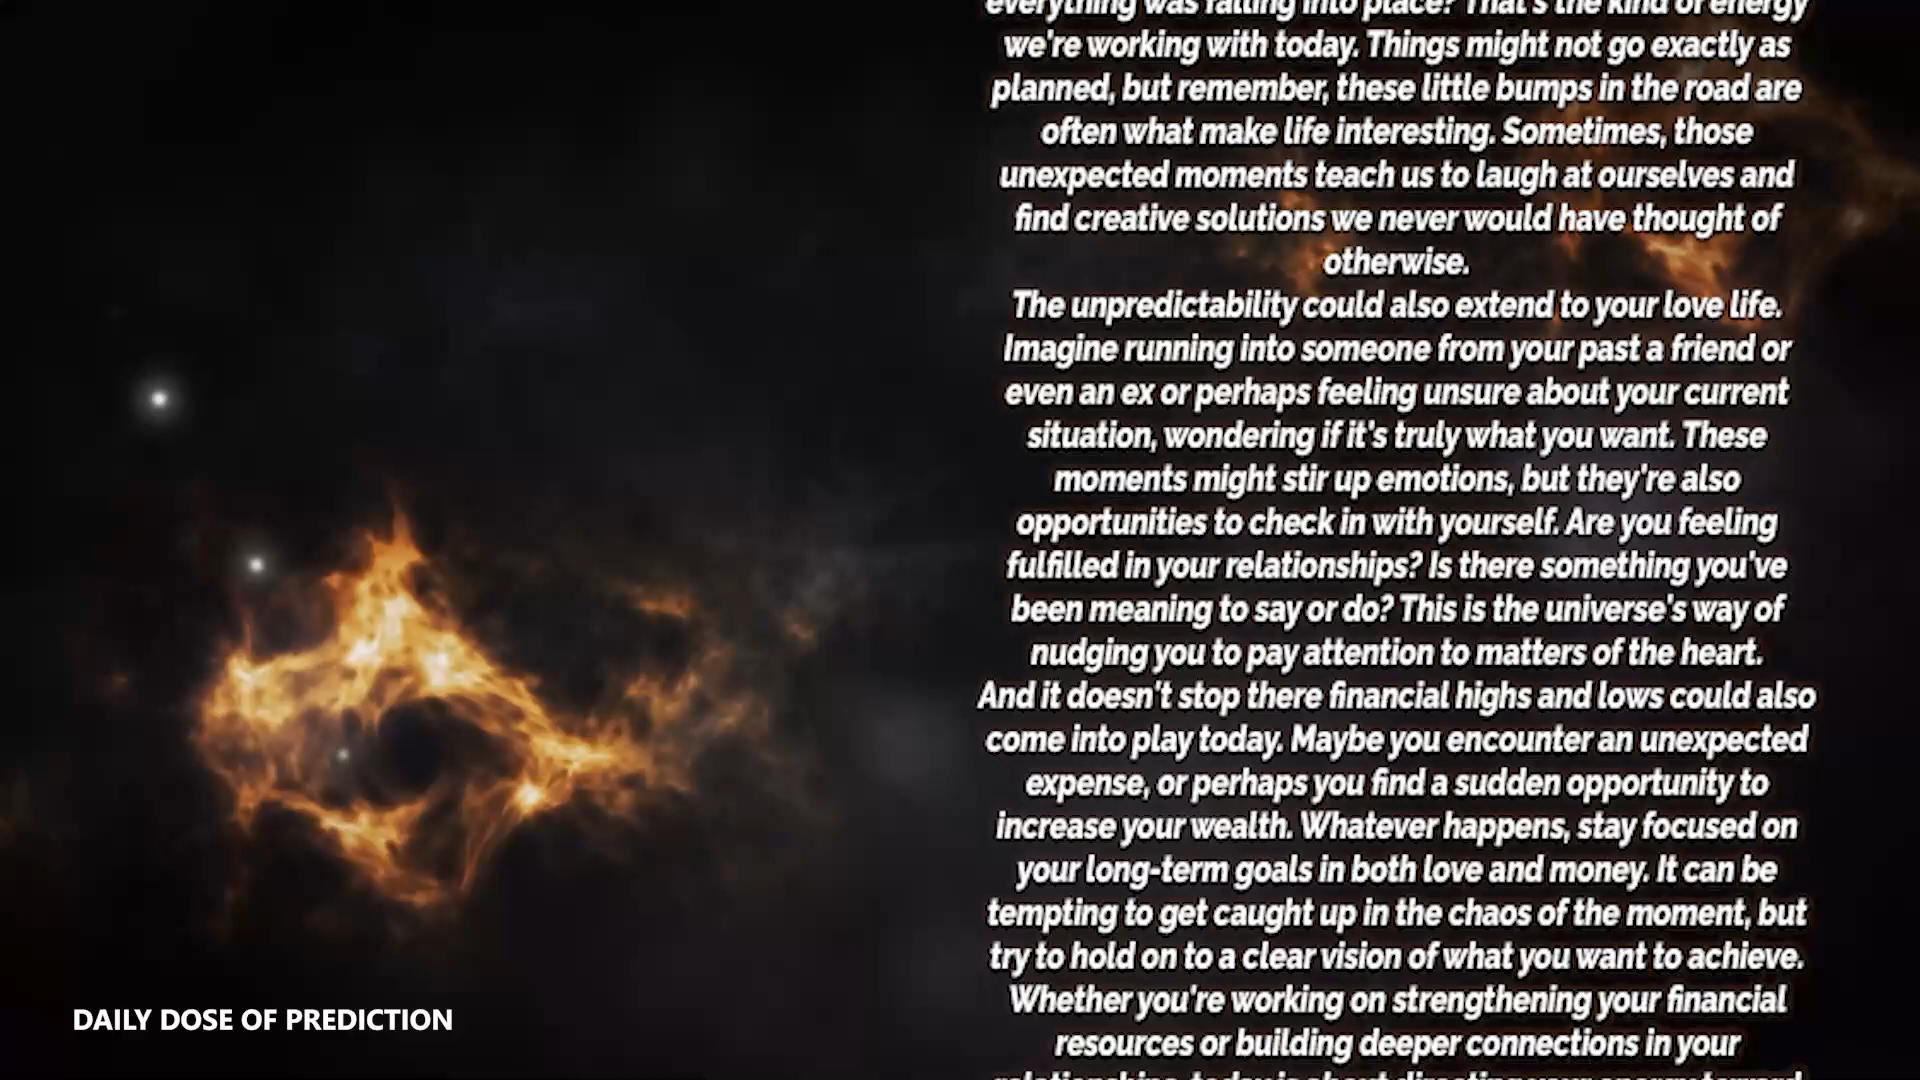 everything was falling into place? That's the kind of energy
we're working with today. Things might not go exactly as
planned, but remember, these little bumps in the road are
often what make life interesting. Sometimes, those
unexpected moments teach us to laugh at ourselves and
find creative solutions we never would have thought of
otherwise.
The unpredictability could also extend to your love life.
Imagine running into someone from your past a friend or
even an ex or perhaps feeling unsure about your current
situation, wondering if it's truly what you want. These
moments might stir up emotions, but they're also
opportunities to check in with yourself. Are you feeling
fulfilled in your relationships? Is there something you've
been meaning to say or do? This is the universe's way of
nudging you to pay attention to matters of the heart.
And it doesn't stop there financial highs and lows could also
come into play today. Maybe you encounter an unexpected
expense, or perhaps you find a sudden opportunity to
increase your wealth. Whatever happens, stay focused on
your long-term goals in both love and money. It can be
tempting to get caught up in the chaos of the moment, but
try to hold on to a clear vision of what you want to achieve.
Whether you're working on strengthening your financial
resources or building deeper connections in your
DAILY DOSE OF PREDICTION